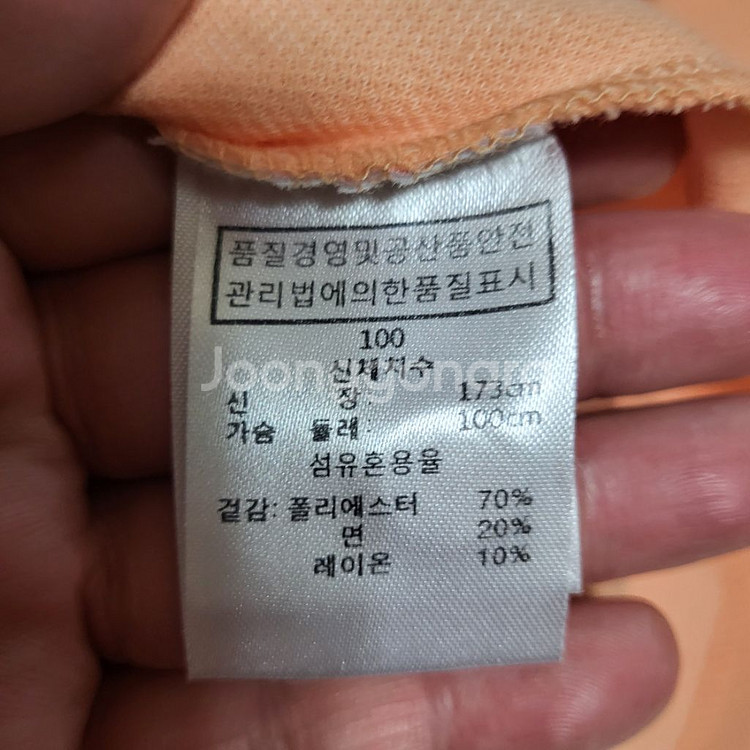 품질경영및공산품안전
관리법에의한품질표시
100
신체치수
Joonggonara
신 장 : 173cm
가슴 둘레 : 100cm
섬유혼용율
겉감: 폴리에스터 70%
면 20%
레이온 10%